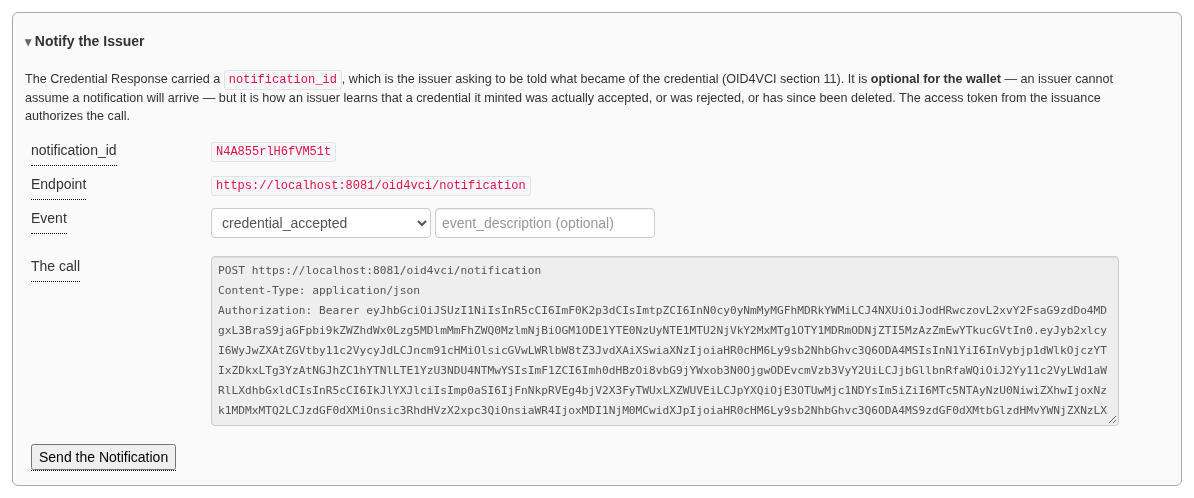 ▾ Notify the Issuer
The Credential Response carried a notification_id, which is the issuer asking to be told what became of the credential (OID4VCI section 11). It is optional for the wallet — an issuer cannot
assume a notification will arrive — but it is how an issuer learns that a credential it minted was actually accepted, or was rejected, or has since been deleted. The access token from the issuance
authorizes the call.
notification_id N4A855rlH6fVM51t
Endpoint https://localhost:8081/oid4vci/notification
Event credential_accepted event_description (optional)
The call
POST https://localhost:8081/oid4vci/notification
Content-Type: application/json
Authorization: Bearer eyJhbGciOiJSUzI1NiIsInR5cCI6ImF0K2p3dCIsImtpZCI6InN0cy0yNmMyMGFhMDRkYWMiLCJ4NXUiOiJodHRwczovL2xvY2FsaG9zdDo4MD
gxL3BraS9jaGFpbi9kZWZhdWx0Lzg5MDlmMmFhZWQ0MzlmNjBiOGM1ODE1YTE0NzUyNTE1MTU2NjVkY2MxMTg1OTY1MDRmODNjZTI5MzAzZmEwYTkucGVtIn0.eyJyb2xlcy
I6WyJwZXAtZGVtby11c2VycyJdLCJncm91cHMiOlsicGVwLWRlbW8tZ3JvdXAiXSwiaXNzIjoiaHR0cHM6Ly9sb2NhbGhvc3Q6ODA4MSIsInN1YiI6InVybjp1dWlkOjczYT
IxZDkxLTg3YzAtNGJhZC1hYTNlLTE1YzU3NDU4NTMwYSIsImF1ZCI6Imh0dHBzOi8vbG9jYWxob3N0OjgwODEvcmVzb3VyY2UiLCJjbGllbnRfaWQiOiJ2Yy11c2VyLWd1aW
RlLXdhbGxldCIsInR5cCI6IkJlYXJlciIsImp0aSI6IjFnNkpRVEg4bjV2X3FyTWUxLXZWUVEiLCJpYXQiOjE3OTUwMjc1NDYsIm5iZiI6MTc5NTAyNzU0NiwiZXhwIjoxNz
k1MDMxMTQ2LCJzdGF0dXMiOnsic3RhdHVzX2xpc3QiOnsiaWR4IjoxMDI1NjM0MCwidXJpIjoiaHR0cHM6Ly9sb2NhbGhvc3Q6ODA4MS9zdGF0dXMtbGlzdHMvYWNjZXNzLX
Send the Notification